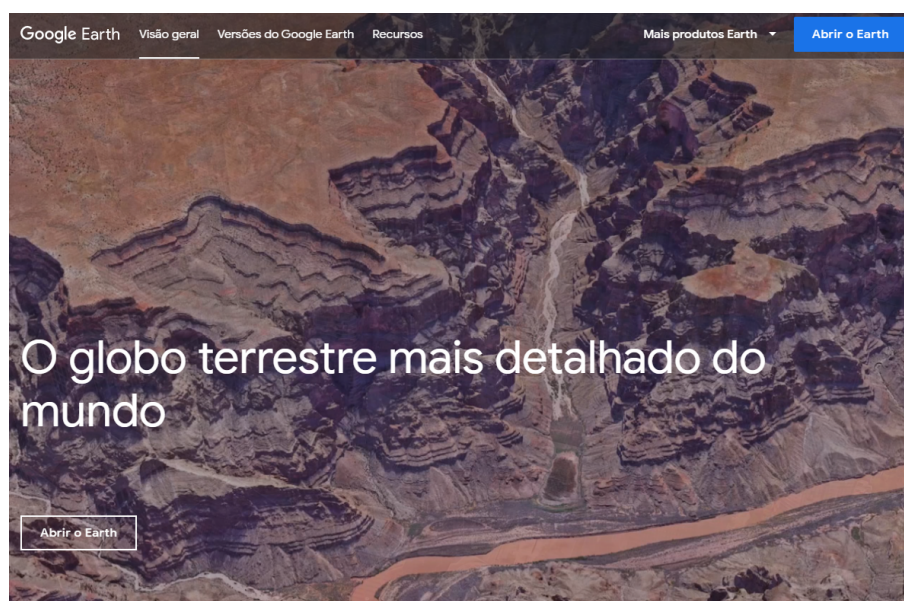 Google Earth Visão geral Versões do Google Earth Recursos Mais produtos Earth Abrir o Earth
O globo terrestre mais detalhado do
mundo
Abrir o Earth